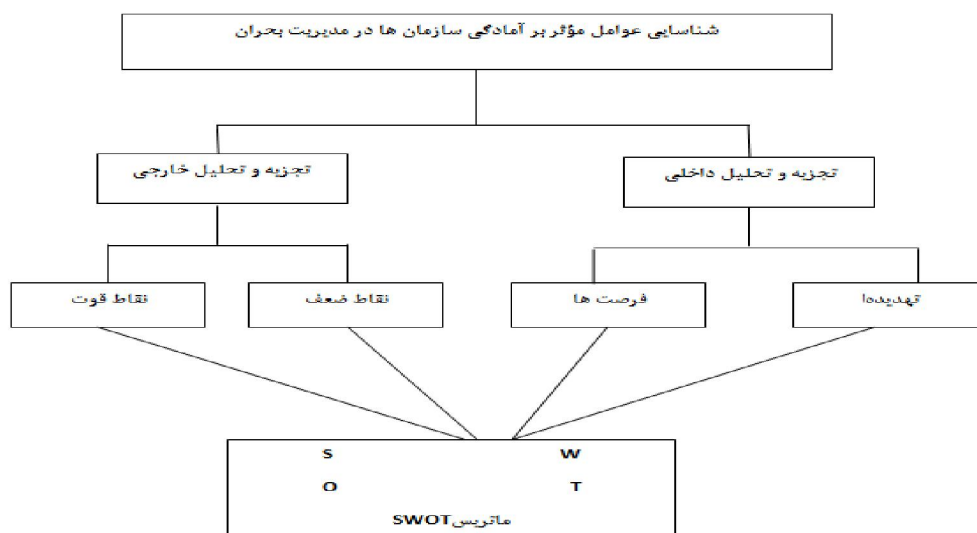 شناسایی عوامل مؤثر بر آمادگی سازمان ها در مدیریت بحران
تجزیه و تحلیل داخلی
تجزیه و تحلیل خارجی
تهدیدها
فرصت ها
نقاط ضعف
نقاط قوت
S W
O T
ماتریس SWOT